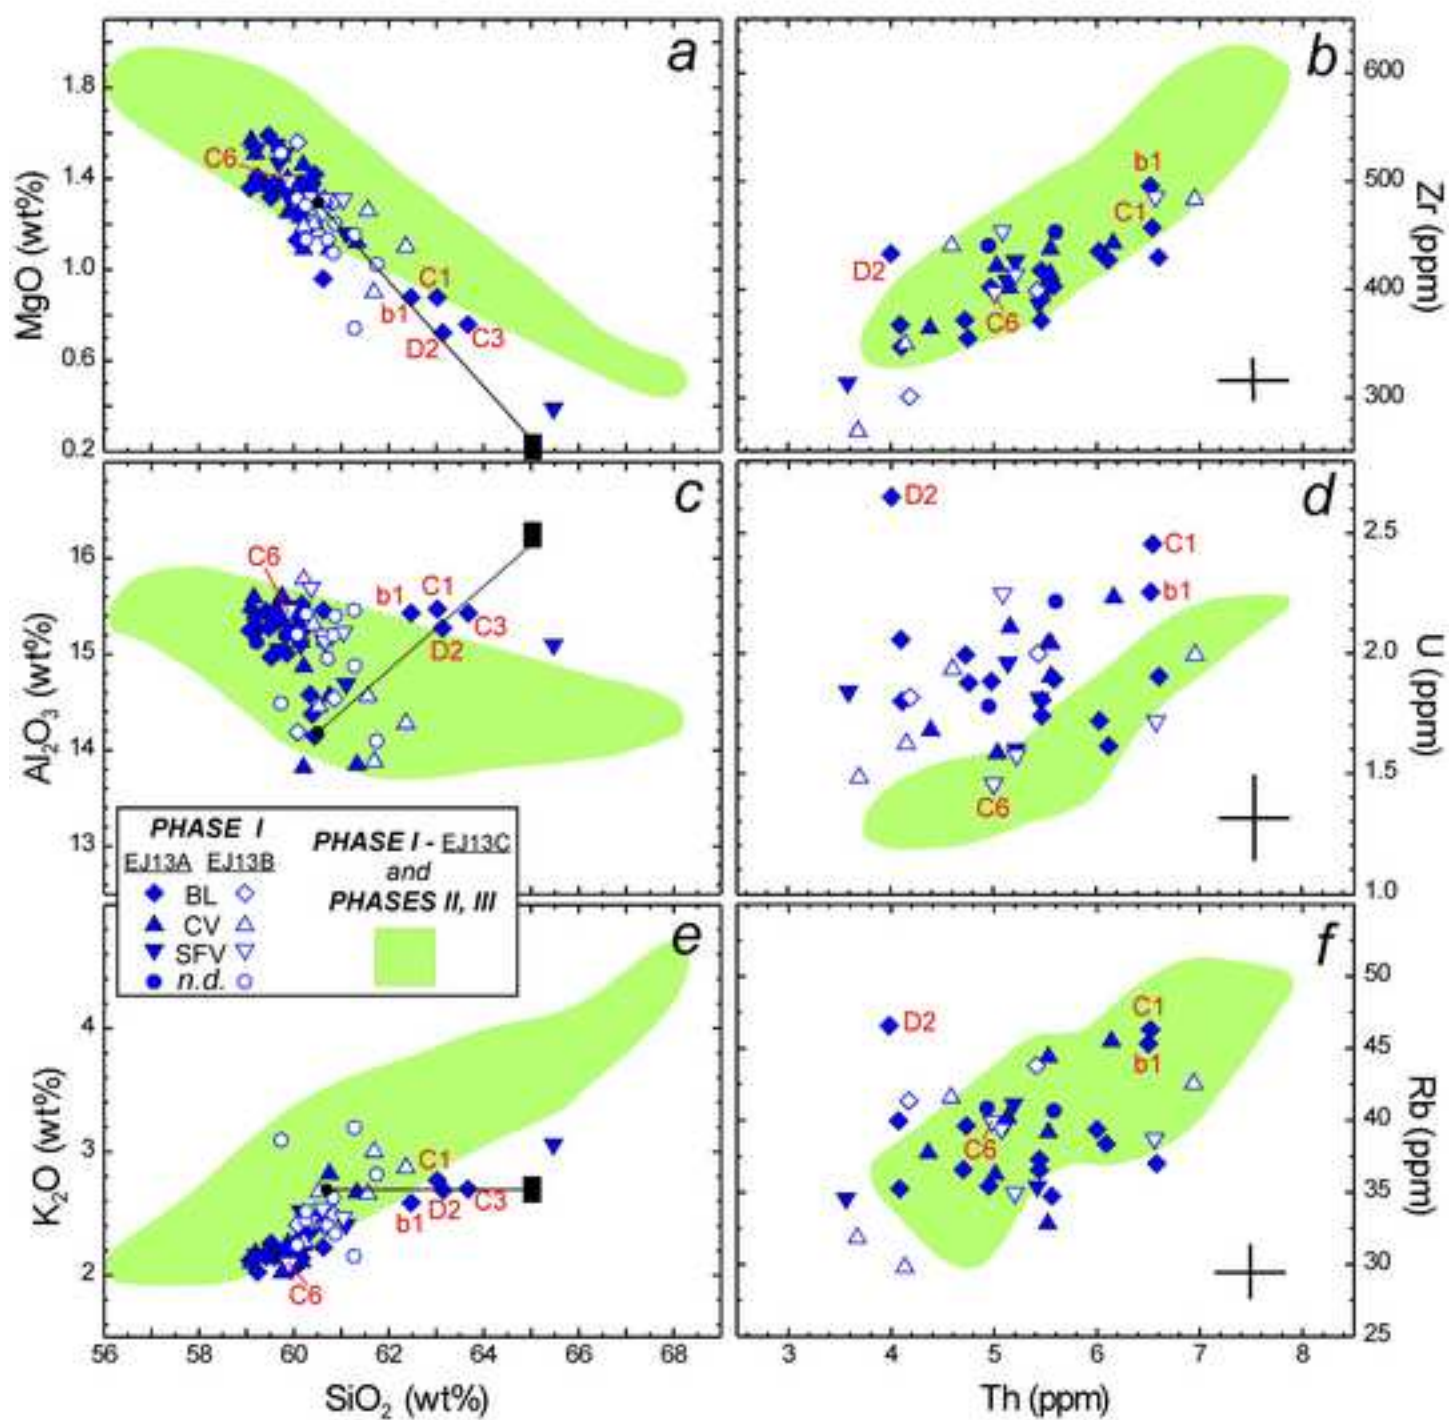 a
MgO (wt%)
1.8
1.4
1.0
0.6
0.2
C6
C1
b1
D2
C3
b
Zr (ppm)
600
500
400
300
b1
C1
D2
C6
c
Al₂O₃ (wt%)
16
15
14
13
C6
b1
C1
C3
D2
d
U (ppm)
2.5
2.0
1.5
1.0
D2
C1
b1
C6
PHASE I
EJ13A EJ13B
BL
CV
SFV
n.d.
PHASE I - EJ13C
and
PHASES II, III
e
K₂O (wt%)
4
3
2
C1
D2
C3
b1
C6
56 60 62 64 66 68
SiO₂ (wt%)
f
Rb (ppm)
50
45
40
35
30
25
D2
C1
b1
C6
3 4 5 6 7 8
Th (ppm)